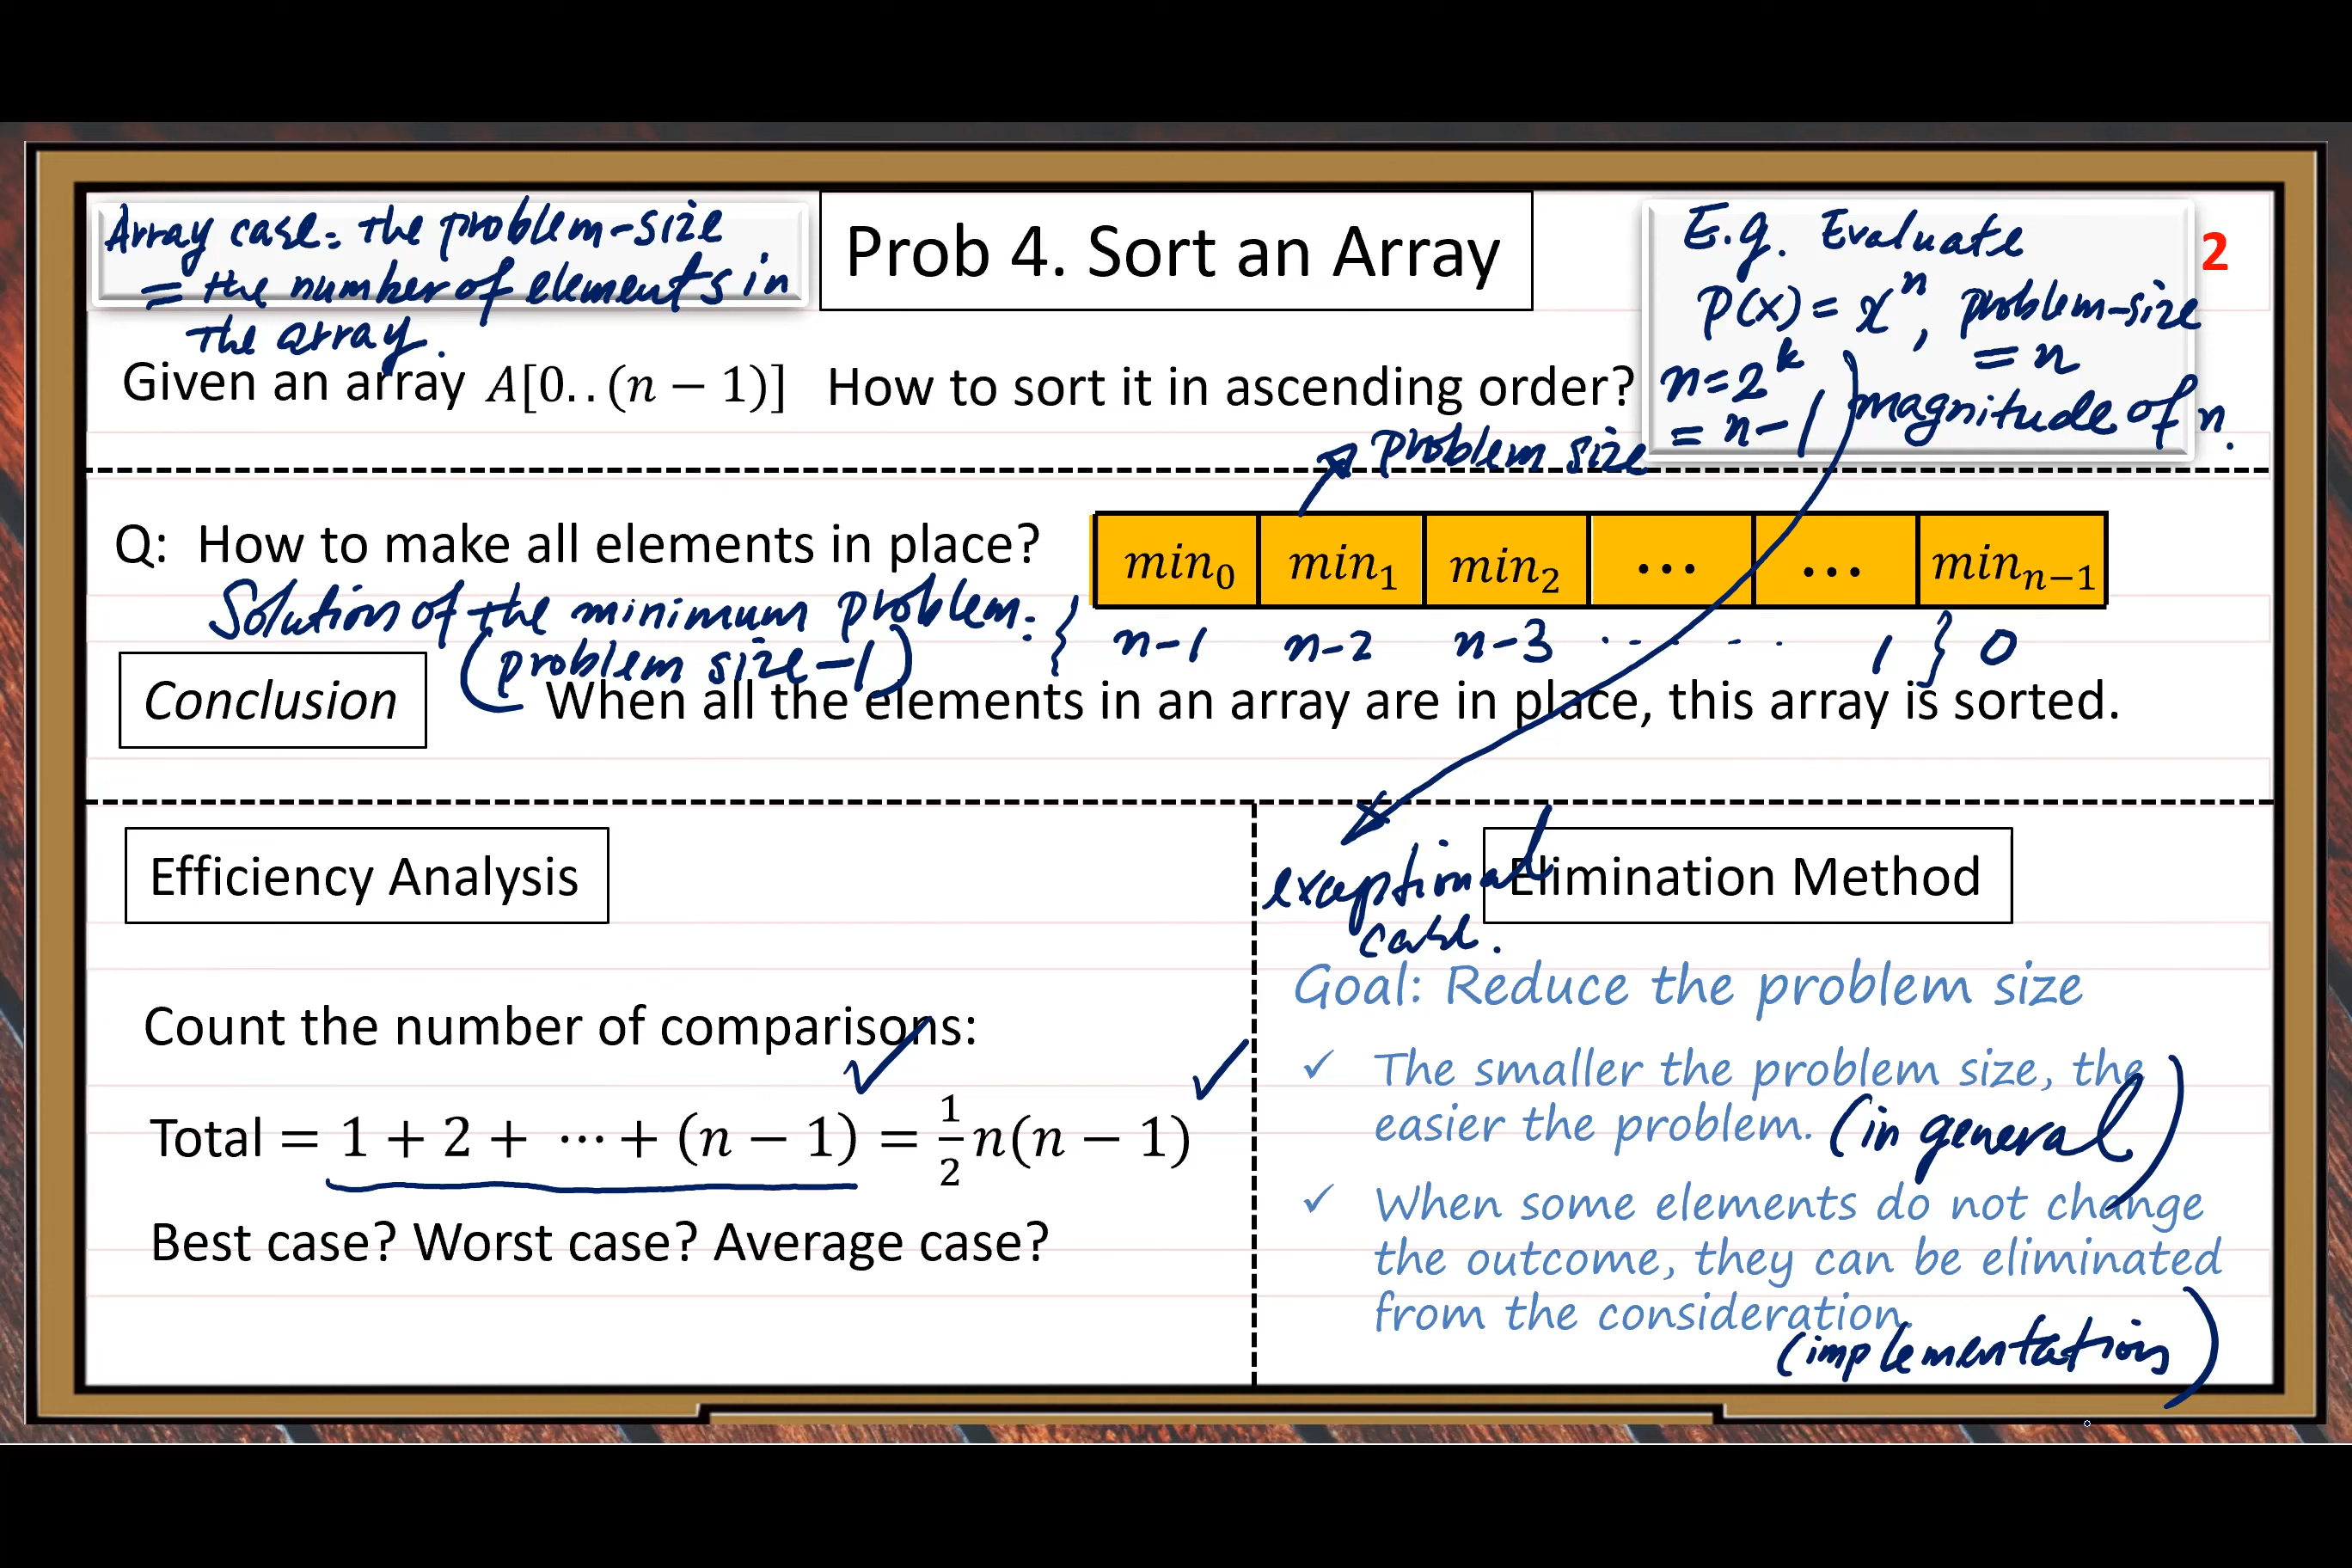 Array case: the problem-size
= the number of elements in
the array.
Prob 4. Sort an Array
E.g. Evaluate
P(x) = x^n, problem-size
= n
n=2^k
= n-1
magnitude of n.
2
Given an array A[0..(n − 1)] How to sort it in ascending order?
problem size
Q: How to make all elements in place?
min₀ min₁ min₂ ··· ··· minₙ₋₁
Solution of the minimum problem: {
n-1 n-2 n-3 · · · · · 1 } 0
(problem size -1)
Conclusion When all the elements in an array are in place, this array is sorted.
Efficiency Analysis
Count the number of comparisons:
Total = 1 + 2 + ··· + (n − 1) = 1/2 n(n − 1)
Best case? Worst case? Average case?
exceptional
case.
Elimination Method
Goal: Reduce the problem size
✓ The smaller the problem size, the
easier the problem. (in general)
✓ When some elements do not change
the outcome, they can be eliminated
from the consideration.
(implementation)